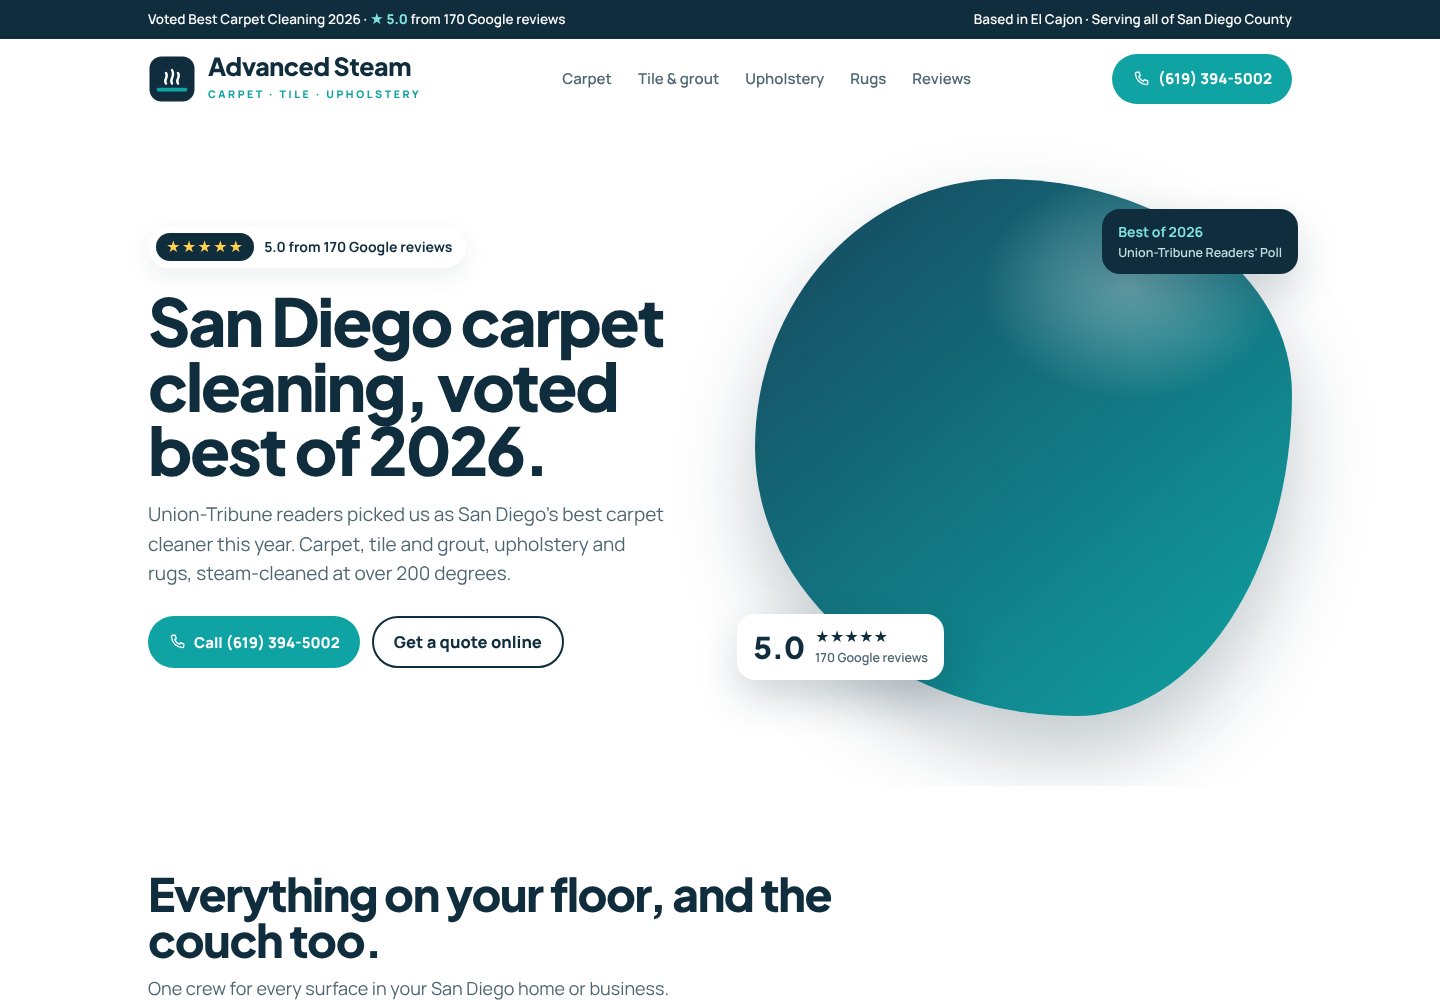 Voted Best Carpet Cleaning 2026 · ★ 5.0 from 170 Google reviews
Based in El Cajon · Serving all of San Diego County
Advanced Steam
CARPET · TILE · UPHOLSTERY
Carpet
Tile & grout
Upholstery
Rugs
Reviews
(619) 394-5002
★★★★★ 5.0 from 170 Google reviews
San Diego carpet
cleaning, voted
best of 2026.
Union-Tribune readers picked us as San Diego’s best carpet
cleaner this year. Carpet, tile and grout, upholstery and
rugs, steam-cleaned at over 200 degrees.
Call (619) 394-5002
Get a quote online
Best of 2026
Union-Tribune Readers' Poll
5.0
★★★★★
170 Google reviews
Everything on your floor, and the
couch too.
One crew for every surface in your San Diego home or business.